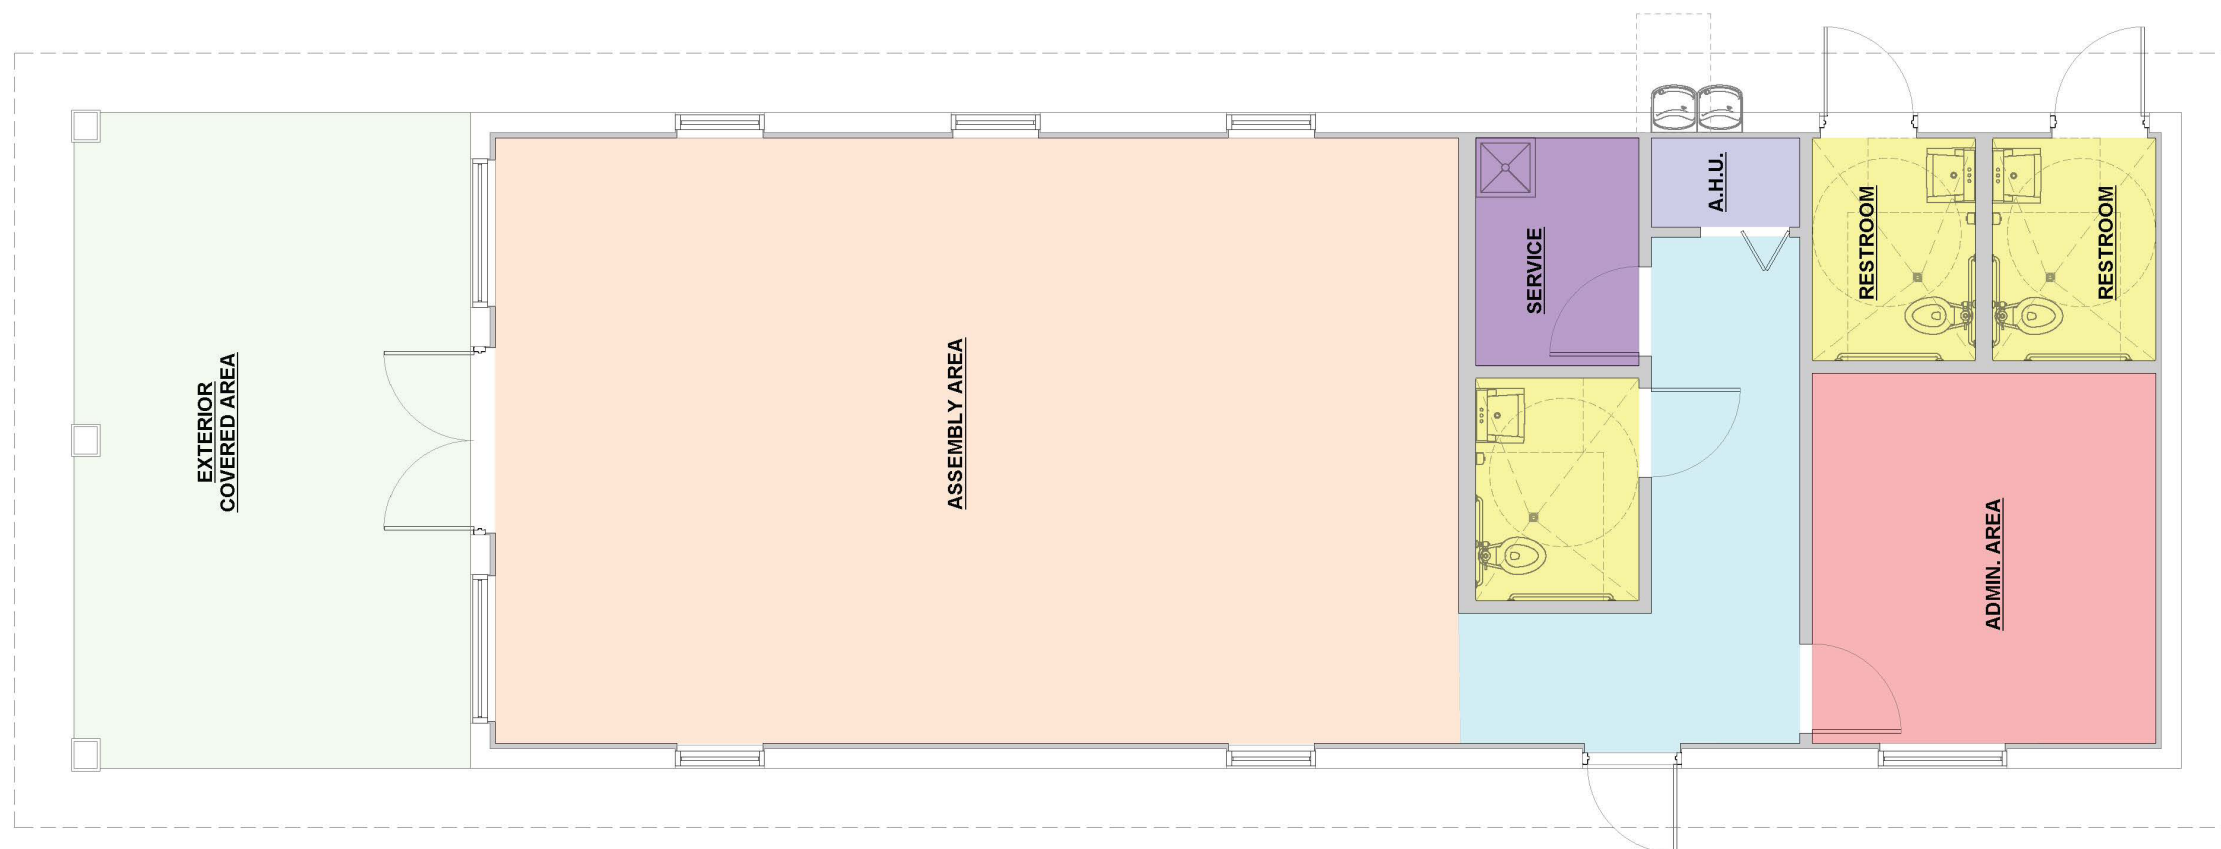 EXTERIOR
COVERED AREA
ASSEMBLY AREA
SERVICE
A.H.U.
RESTROOM
RESTROOM
ADMIN. AREA